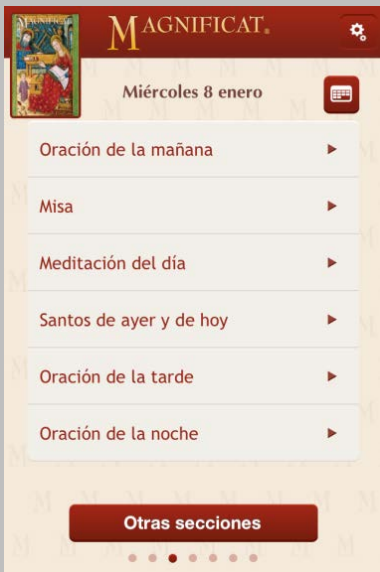 MAGNIFICAT®
Miércoles 8 enero
Oración de la mañana
Misa
Meditación del día
Santos de ayer y de hoy
Oración de la tarde
Oración de la noche
Otras secciones